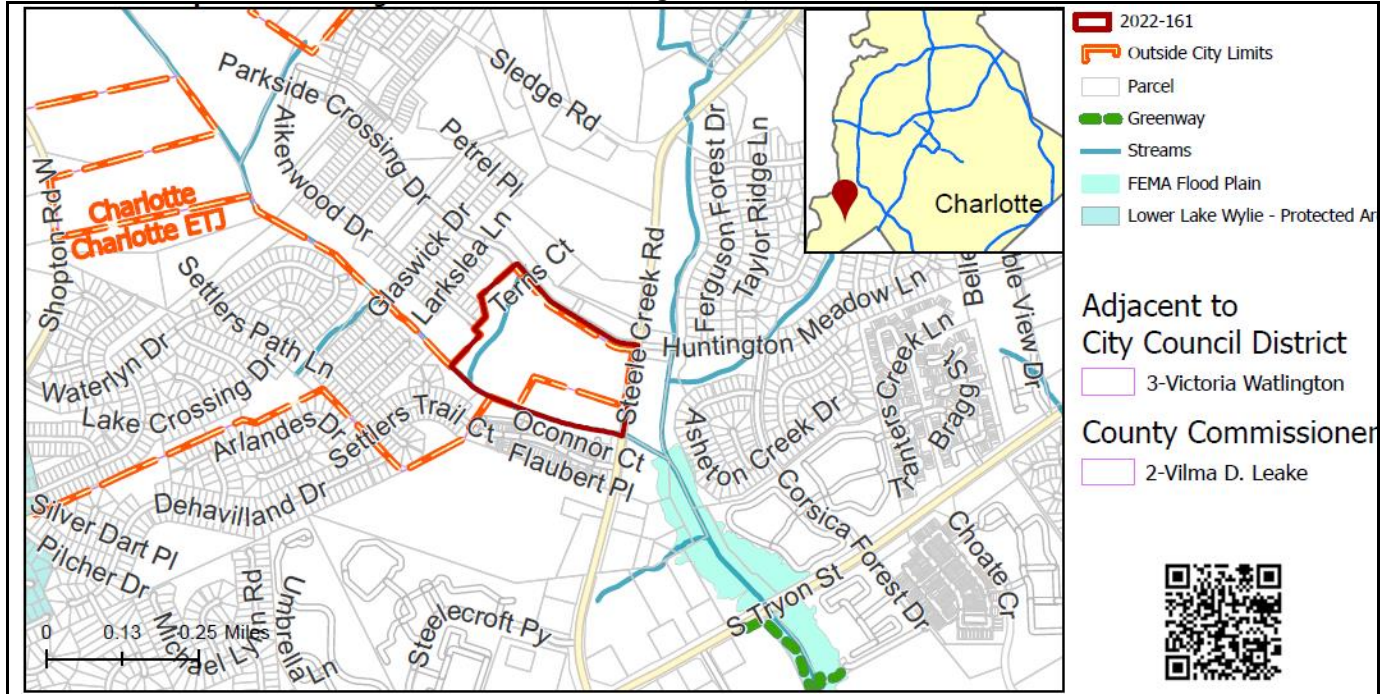 Parkside Crossing Dr
Sledge Rd
Aikenwood Dr
Petrel Pl
Ferguson Forest Dr
Taylor Ridge Ln
Shopton Rd W
Charlotte
Charlotte ETJ
Glaswick Dr
Larkslea Ln
Terris Ct
Steele Creek Rd
Settlers Path Ln
Huntington Meadow Ln
Waterlyn Dr
Lake Crossing Dr
Arlandes Dr
Settlers Trail Ct
Oconnor Ct
Flaubert Pl
Asheton Creek Dr
Bragg St
Dehavilland Dr
Silver Dart Pl
Pilcher Dr
Corsica Forest Dr
Choate Cr
S Tryon St
Michael Lynn Rd
Umbrella Ln
Steelecroft Py
0 0.13 0.25 Miles
Charlotte
2022-161
Outside City Limits
Parcel
Greenway
Streams
FEMA Flood Plain
Lower Lake Wylie - Protected Ar
Adjacent to
City Council District
3-Victoria Watlington
County Commissioner
2-Vilma D. Leake